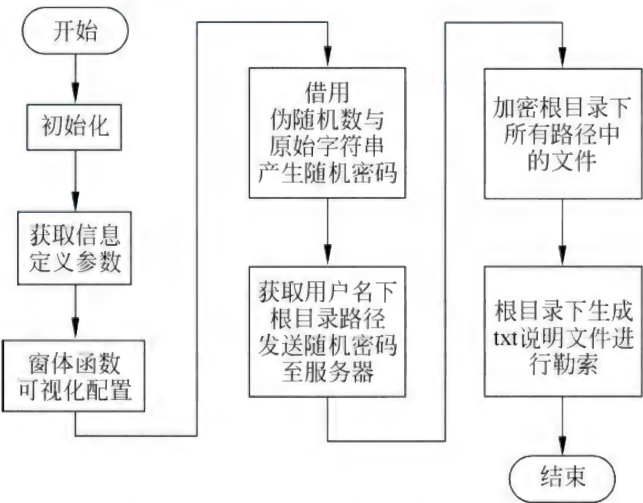 开始
初始化
获取信息
定义参数
窗体函数
可视化配置
借用
伪随机数与
原始字符串
产生随机密码
获取用户名下
根目录路径
发送随机密码
至服务器
加密根目录下
所有路径中
的文件
根目录下生成
txt说明文件进
行勒索
结束